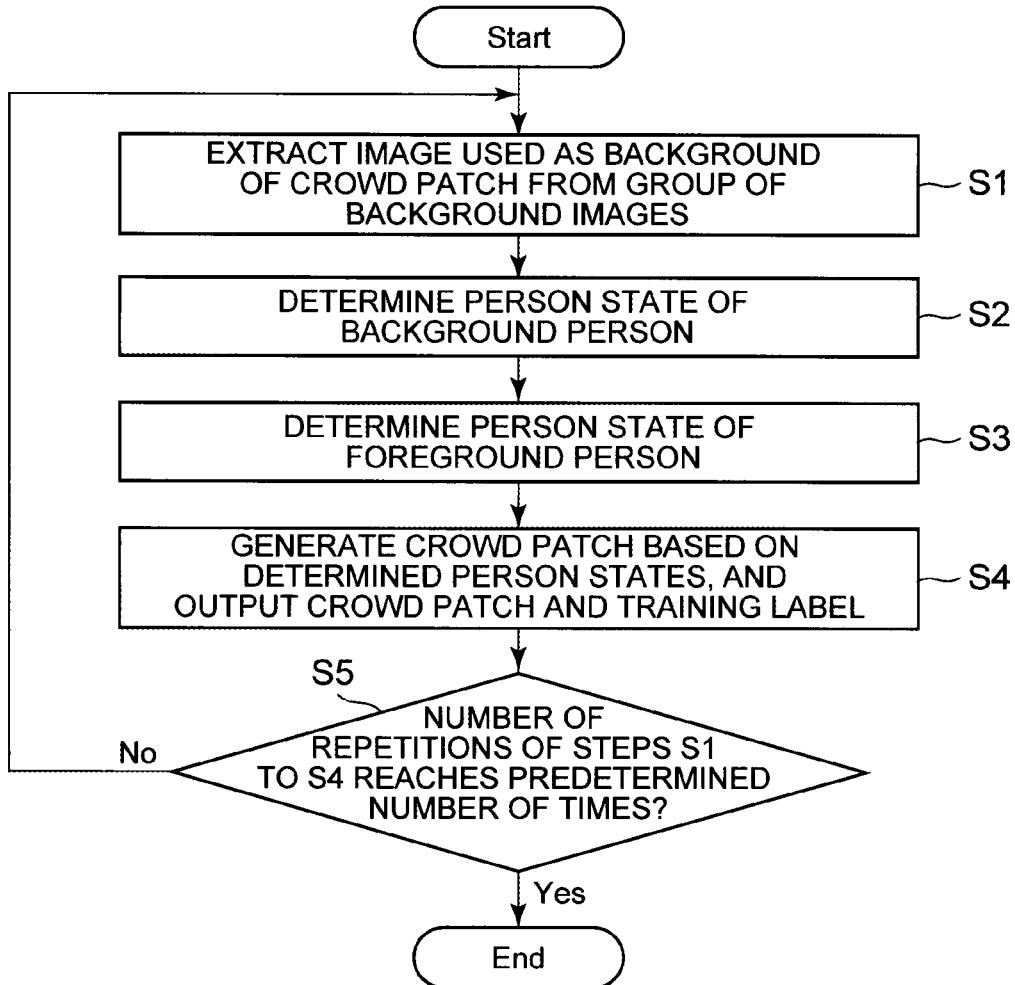 Start
EXTRACT IMAGE USED AS BACKGROUND
OF CROWD PATCH FROM GROUP OF
BACKGROUND IMAGES
S1
DETERMINE PERSON STATE OF
BACKGROUND PERSON
S2
DETERMINE PERSON STATE OF
FOREGROUND PERSON
S3
GENERATE CROWD PATCH BASED ON
DETERMINED PERSON STATES, AND
OUTPUT CROWD PATCH AND TRAINING LABEL
S4
S5
NUMBER OF
REPETITIONS OF STEPS S1
TO S4 REACHES PREDETERMINED
NUMBER OF TIMES?
No
Yes
End